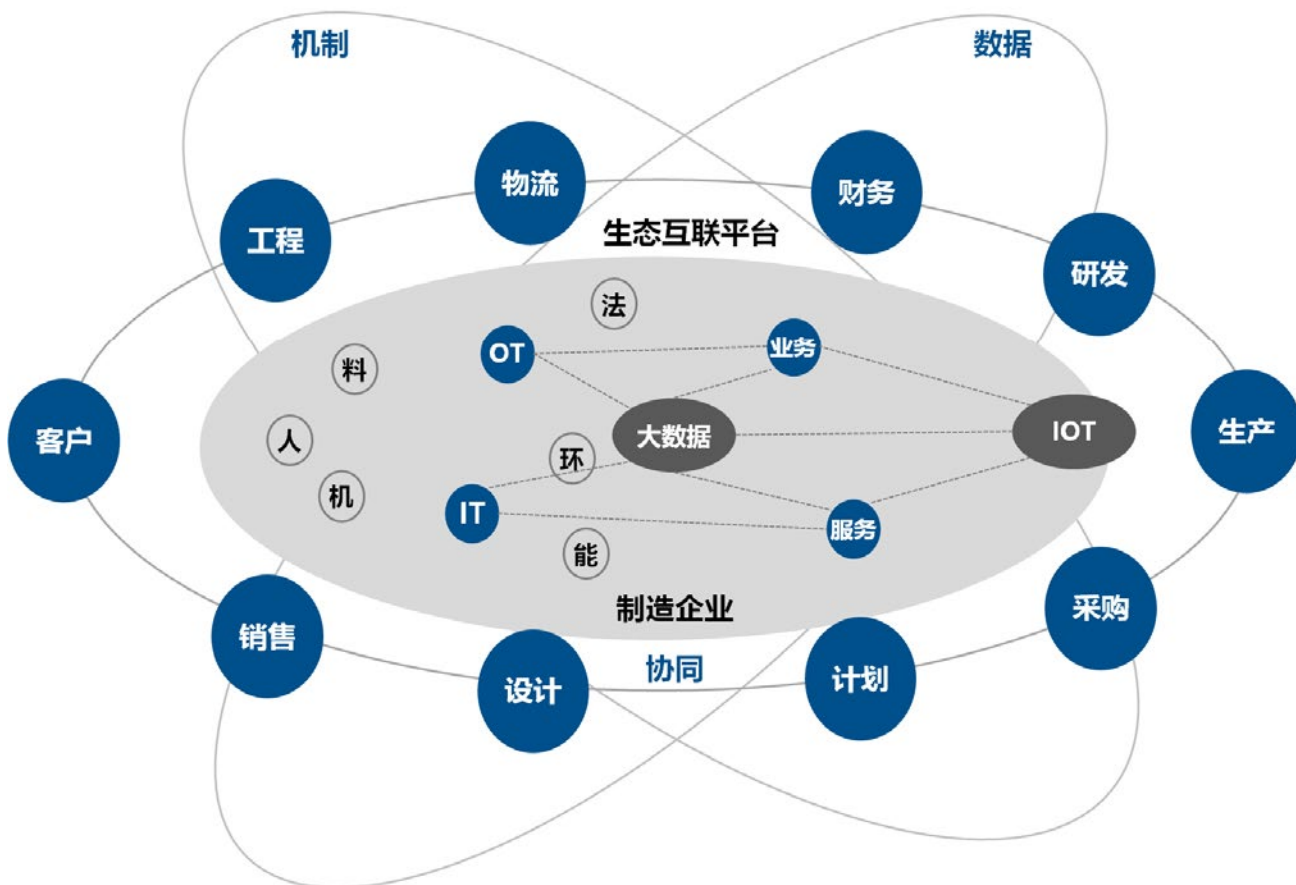 机制
数据
物流
财务
工程
生态互联平台
研发
法
OT
业务
料
客户
人
环
大数据
IOT
生产
机
IT
服务
能
制造企业
采购
销售
协同
设计
计划